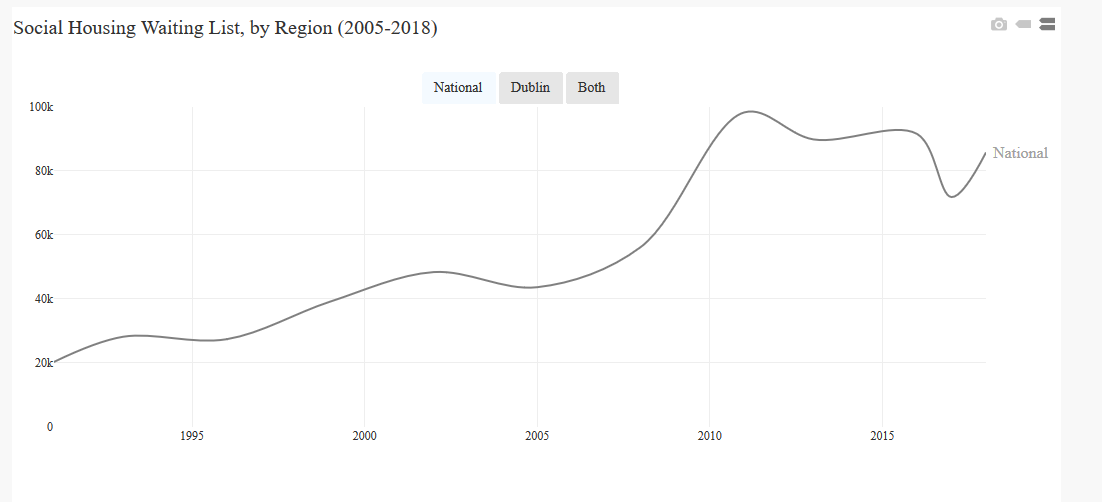 Social Housing Waiting List, by Region (2005-2018)
National Dublin Both
100k
80k
60k
40k
20k
0
National
1995 2000 2005 2010 2015